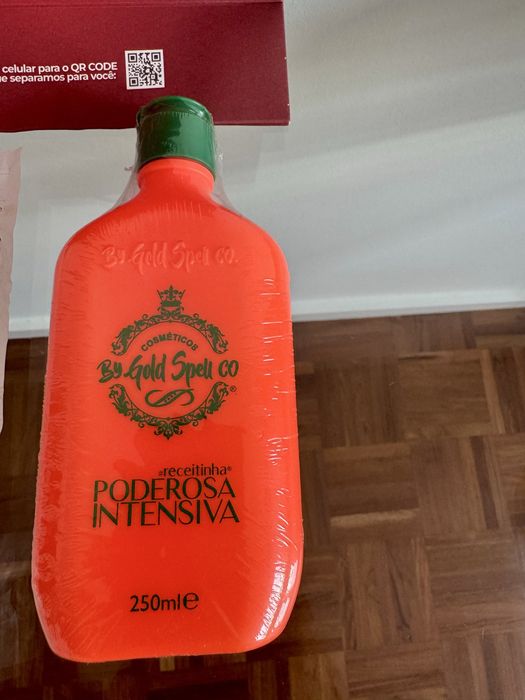 celular para o QR CODE
ue separamos para você:
By Gold Spell CO.
COSMÉTICOS
By Gold Spell CO
®
=receitinha®
PODEROSA
INTENSIVA
250ml℮